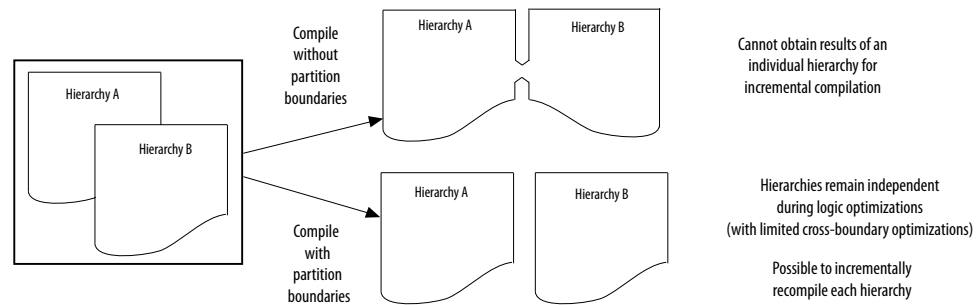 Hierarchy A
Hierarchy B
Compile
without
partition
boundaries
Hierarchy A
Hierarchy B
Cannot obtain results of an
individual hierarchy for
incremental compilation
Compile
with
partition
boundaries
Hierarchy A
Hierarchy B
Hierarchies remain independent
during logic optimizations
(with limited cross-boundary optimizations)
Possible to incrementally
recompile each hierarchy